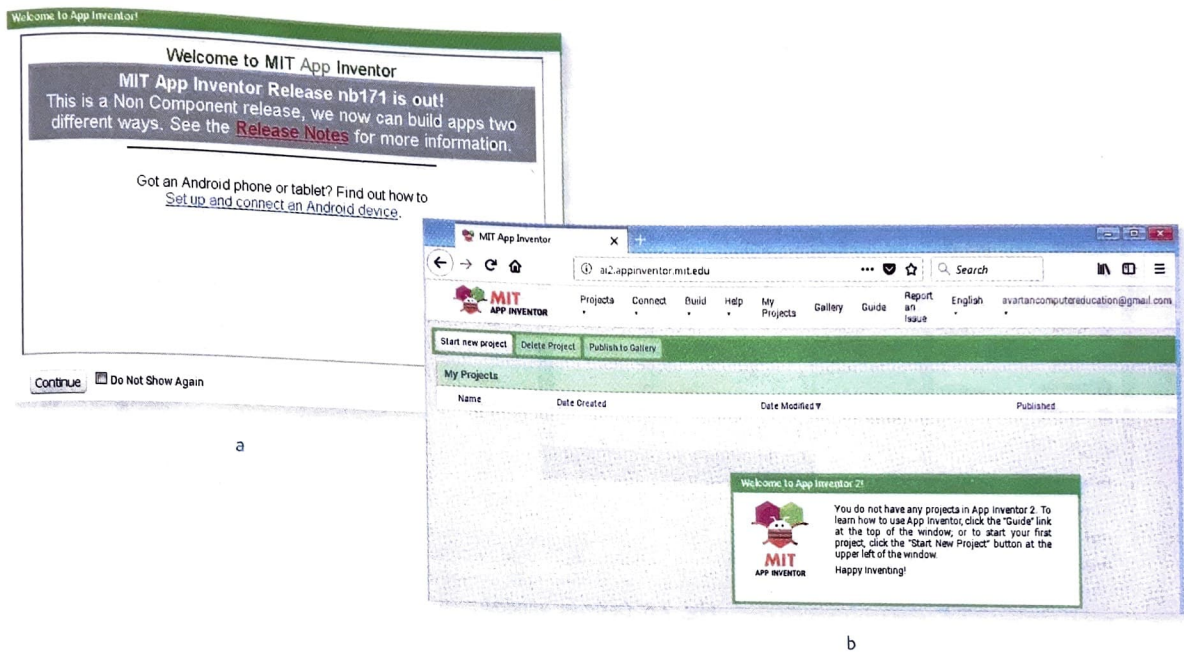 Welcome to App Inventor!
Welcome to MIT App Inventor
MIT App Inventor Release nb171 is out!
This is a Non Component release, we now can build apps two
different ways. See the Release Notes for more information.
Got an Android phone or tablet? Find out how to
Set up and connect an Android device.
Continue
Do Not Show Again
a
MIT App Inventor
ai2.appinventor.mit.edu
Search
MIT
APP INVENTOR
Projects
Connect
Build
Help
My
Projects
Gallery
Guide
Report
an
Issue
English
avartancomputereducation@gmail.com
Start new project
Delete Project
Publish to Gallery
My Projects
Name
Date Created
Date Modified
Published
Welcome to App Inventor 2!
You do not have any projects in App Inventor 2. To
learn how to use App Inventor, click the "Guide" link
at the top of the window; or to start your first
project, click the "Start New Project" button at the
upper left of the window.
Happy Inventing!
MIT
APP INVENTOR
b